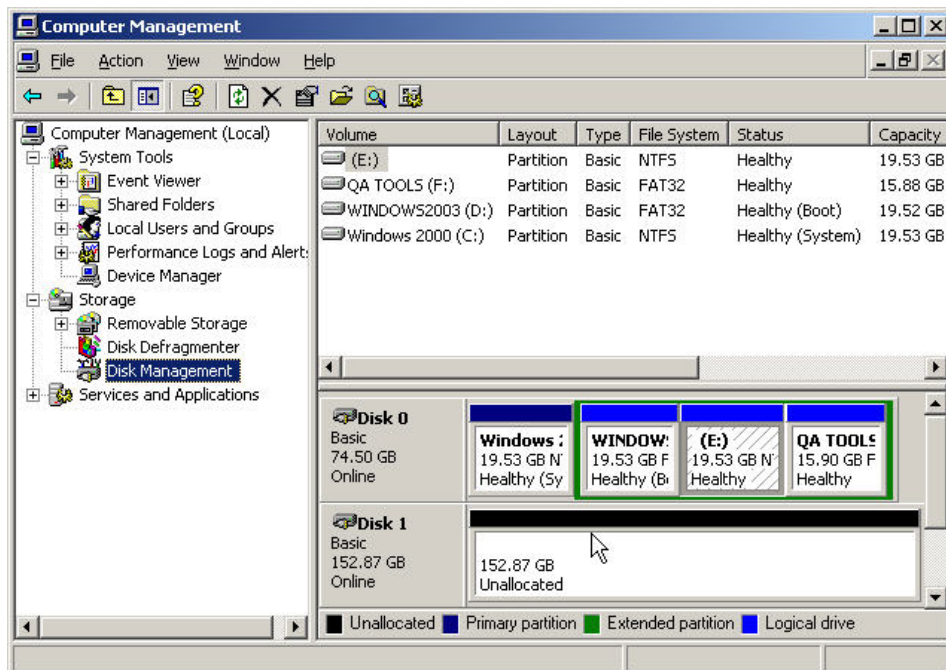 Computer Management
File Action View Window Help
Computer Management (Local)
System Tools
Event Viewer
Shared Folders
Local Users and Groups
Performance Logs and Alert
Device Manager
Storage
Removable Storage
Disk Defragmenter
Disk Management
Services and Applications
Volume Layout Type File System Status Capacity
(E:) Partition Basic NTFS Healthy 19.53 GB
QA TOOLS (F:) Partition Basic FAT32 Healthy 15.88 GB
WINDOWS2003 (D:) Partition Basic FAT32 Healthy (Boot) 19.52 GB
Windows 2000 (C:) Partition Basic NTFS Healthy (System) 19.53 GB
Disk 0
Basic
74.50 GB
Online
Windows
19.53 GB N
Healthy (Sy
WINDOW
19.53 GB F
Healthy (B
(E:)
19.53 GB N
Healthy
QA TOOLS
15.90 GB F
Healthy
Disk 1
Basic
152.87 GB
Online
152.87 GB
Unallocated
Unallocated Primary partition Extended partition Logical drive